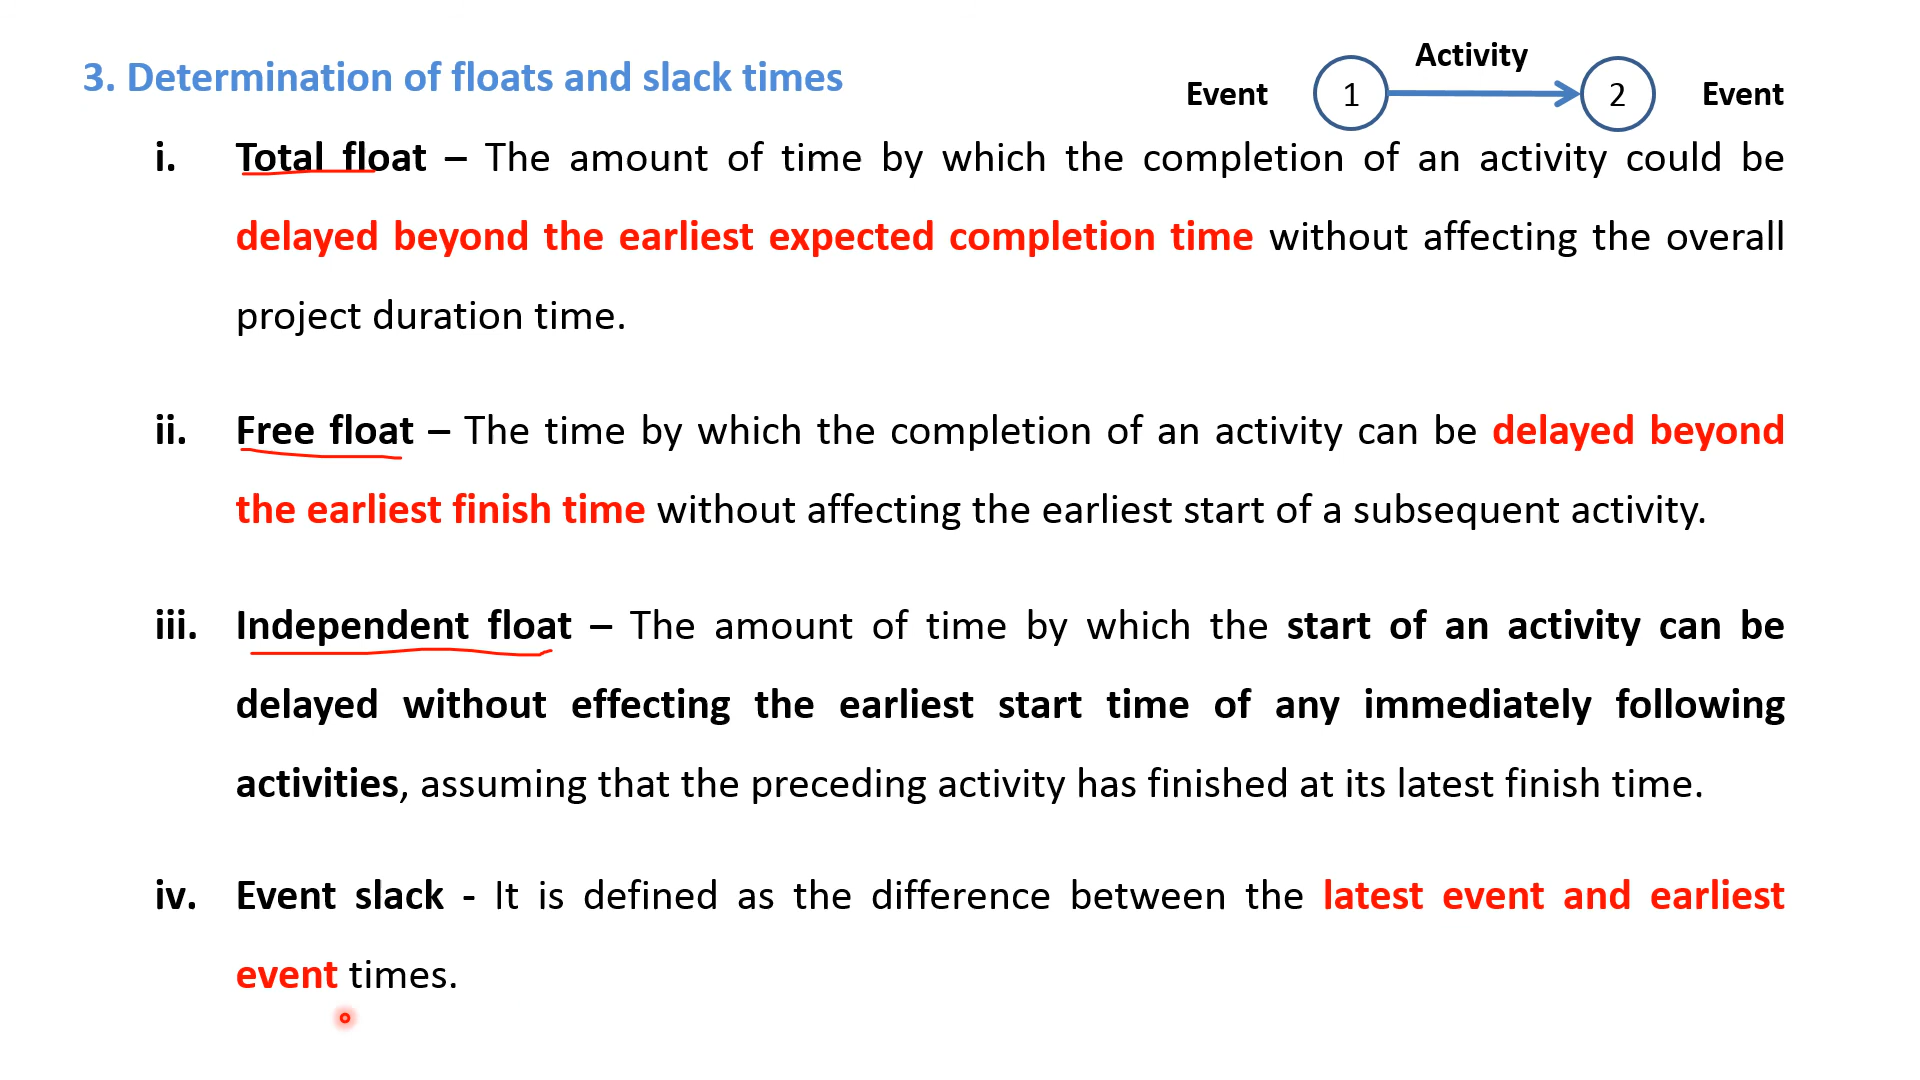 3. Determination of floats and slack times
Activity
Event 1 2 Event
i. Total float – The amount of time by which the completion of an activity could be
delayed beyond the earliest expected completion time without affecting the overall
project duration time.
ii. Free float – The time by which the completion of an activity can be delayed beyond
the earliest finish time without affecting the earliest start of a subsequent activity.
iii. Independent float – The amount of time by which the start of an activity can be
delayed without effecting the earliest start time of any immediately following
activities, assuming that the preceding activity has finished at its latest finish time.
iv. Event slack - It is defined as the difference between the latest event and earliest
event times.